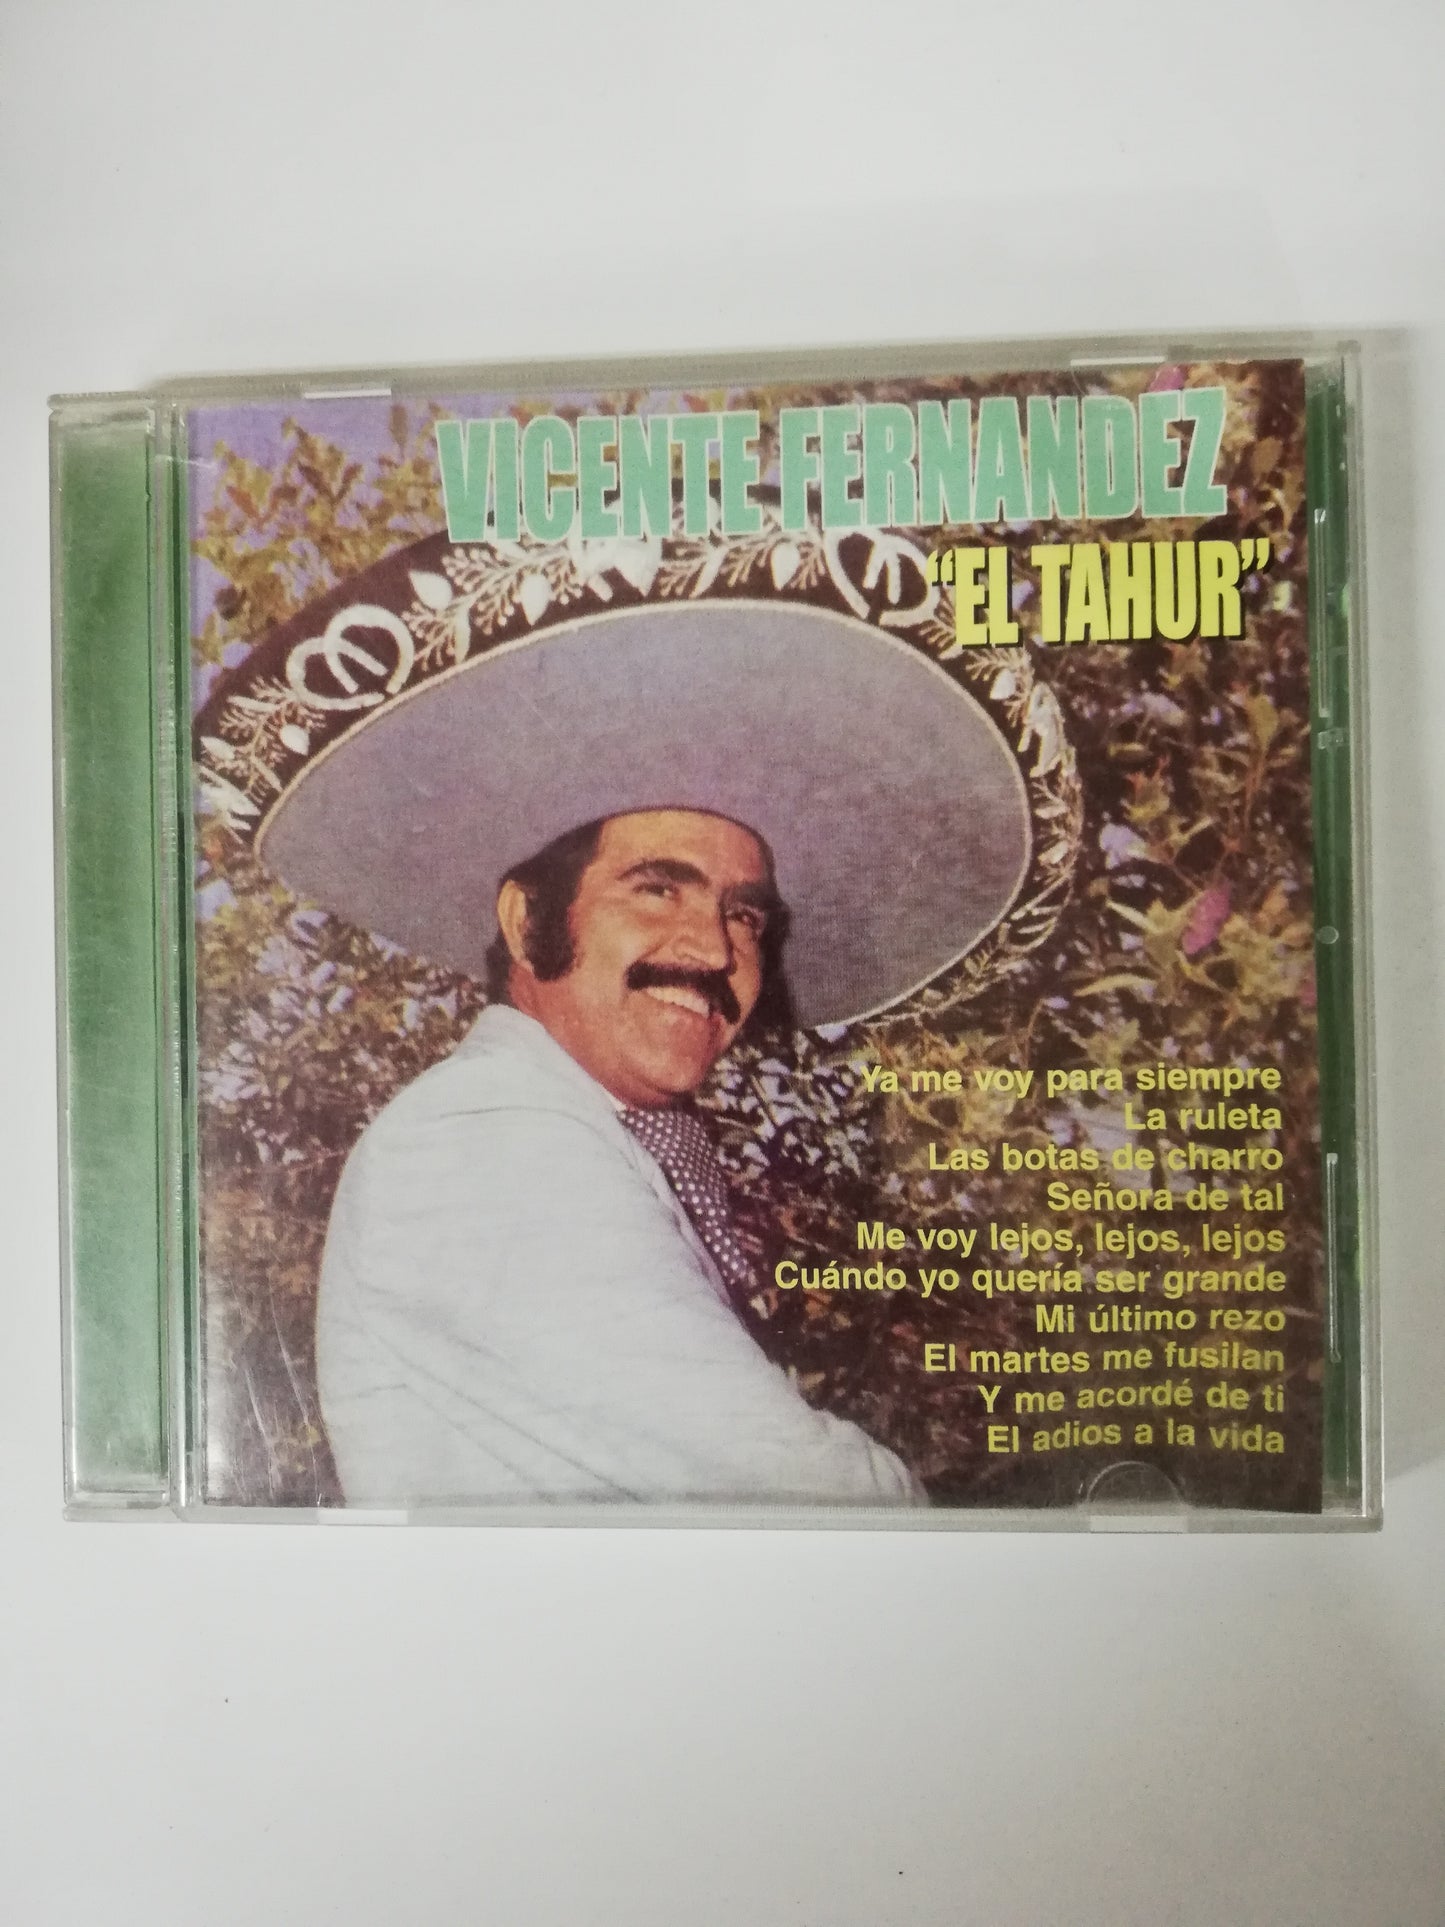 VICENTE FERNANDEZ
“EL TAHUR”
Ya me voy para siempre
La ruleta
Las botas de charro
Señora de tal
Me voy lejos, lejos, lejos
Cuándo yo quería ser grande
Mi último rezo
El martes me fusilan
Y me acordé de ti
El adios a la vida